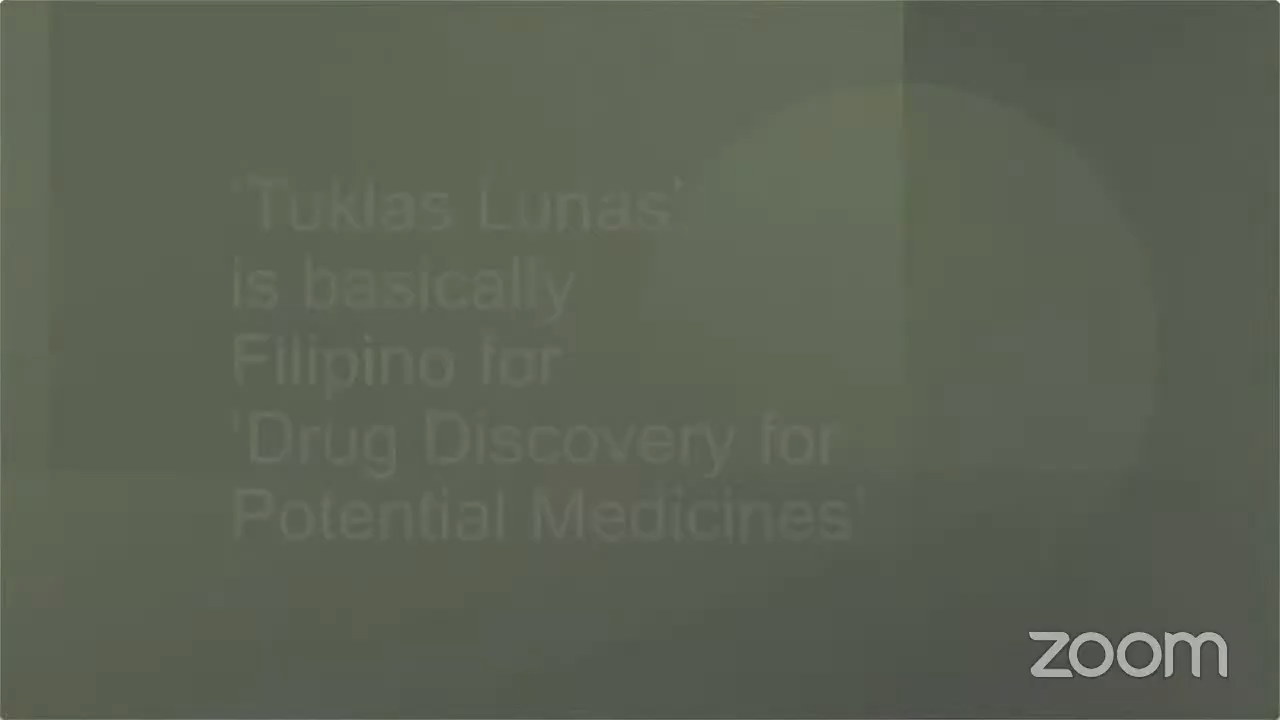 'Tuklas Lunas'
is basically
Filipino for
'Drug Discovery for
Potential Medicines'
zoom